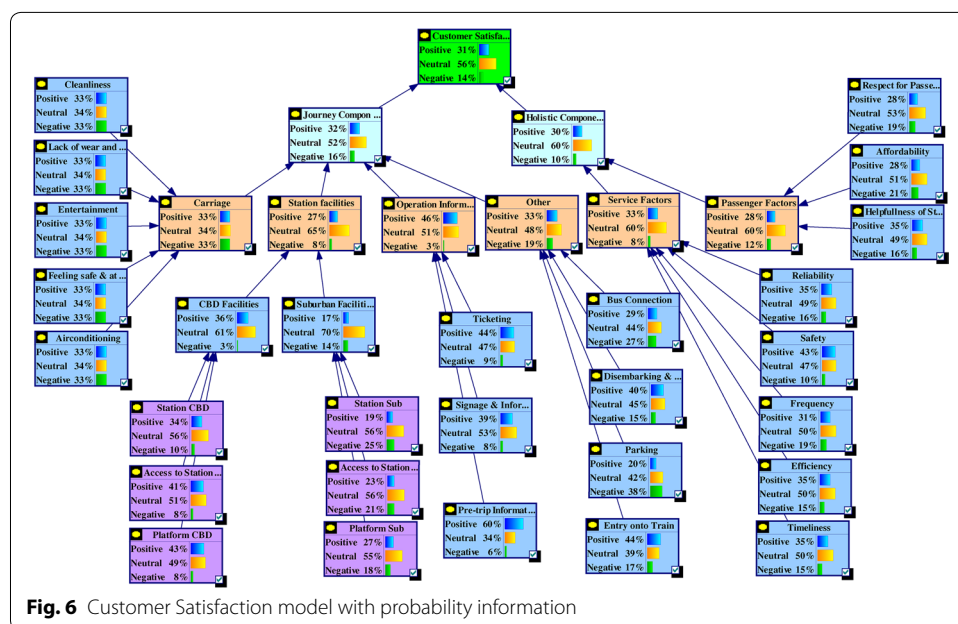 Customer Satisfa...
Positive 31%
Neutral 56%
Negative 14%
Journey Compon ...
Positive 32%
Neutral 52%
Negative 16%
Holistic Compone...
Positive 30%
Neutral 60%
Negative 10%
Cleanliness
Positive 33%
Neutral 34%
Negative 33%
Lack of wear and ...
Positive 33%
Neutral 34%
Negative 33%
Entertainment
Positive 33%
Neutral 34%
Negative 33%
Feeling safe & at ...
Positive 33%
Neutral 34%
Negative 33%
Airconditioning
Positive 33%
Neutral 34%
Negative 33%
Respect for Passe...
Positive 28%
Neutral 53%
Negative 19%
Affordability
Positive 28%
Neutral 51%
Negative 21%
Helpfullness of St...
Positive 35%
Neutral 49%
Negative 16%
Carriage
Positive 33%
Neutral 34%
Negative 33%
Station facilities
Positive 27%
Neutral 65%
Negative 8%
Operation Inform...
Positive 46%
Neutral 51%
Negative 3%
Other
Positive 33%
Neutral 48%
Negative 19%
Service Factors
Positive 33%
Neutral 60%
Negative 8%
Passenger Factors
Positive 28%
Neutral 60%
Negative 12%
CBD Facilities
Positive 36%
Neutral 61%
Negative 3%
Suburban Faciliti...
Positive 17%
Neutral 70%
Negative 14%
Ticketing
Positive 44%
Neutral 47%
Negative 9%
Bus Connection
Positive 29%
Neutral 44%
Negative 27%
Reliability
Positive 35%
Neutral 49%
Negative 16%
Safety
Positive 43%
Neutral 47%
Negative 10%
Station CBD
Positive 34%
Neutral 56%
Negative 10%
Station Sub
Positive 19%
Neutral 56%
Negative 25%
Signage & Infor...
Positive 39%
Neutral 53%
Negative 8%
Disembarking & ...
Positive 40%
Neutral 45%
Negative 15%
Frequency
Positive 31%
Neutral 50%
Negative 19%
Access to Station ...
Positive 41%
Neutral 51%
Negative 8%
Access to Station ...
Positive 23%
Neutral 56%
Negative 21%
Parking
Positive 20%
Neutral 42%
Negative 38%
Efficiency
Positive 35%
Neutral 50%
Negative 15%
Platform CBD
Positive 43%
Neutral 49%
Negative 8%
Platform Sub
Positive 27%
Neutral 55%
Negative 18%
Pre-trip Informat...
Positive 60%
Neutral 34%
Negative 6%
Entry onto Train
Positive 44%
Neutral 39%
Negative 17%
Timeliness
Positive 35%
Neutral 50%
Negative 15%
Fig. 6 Customer Satisfaction model with probability information